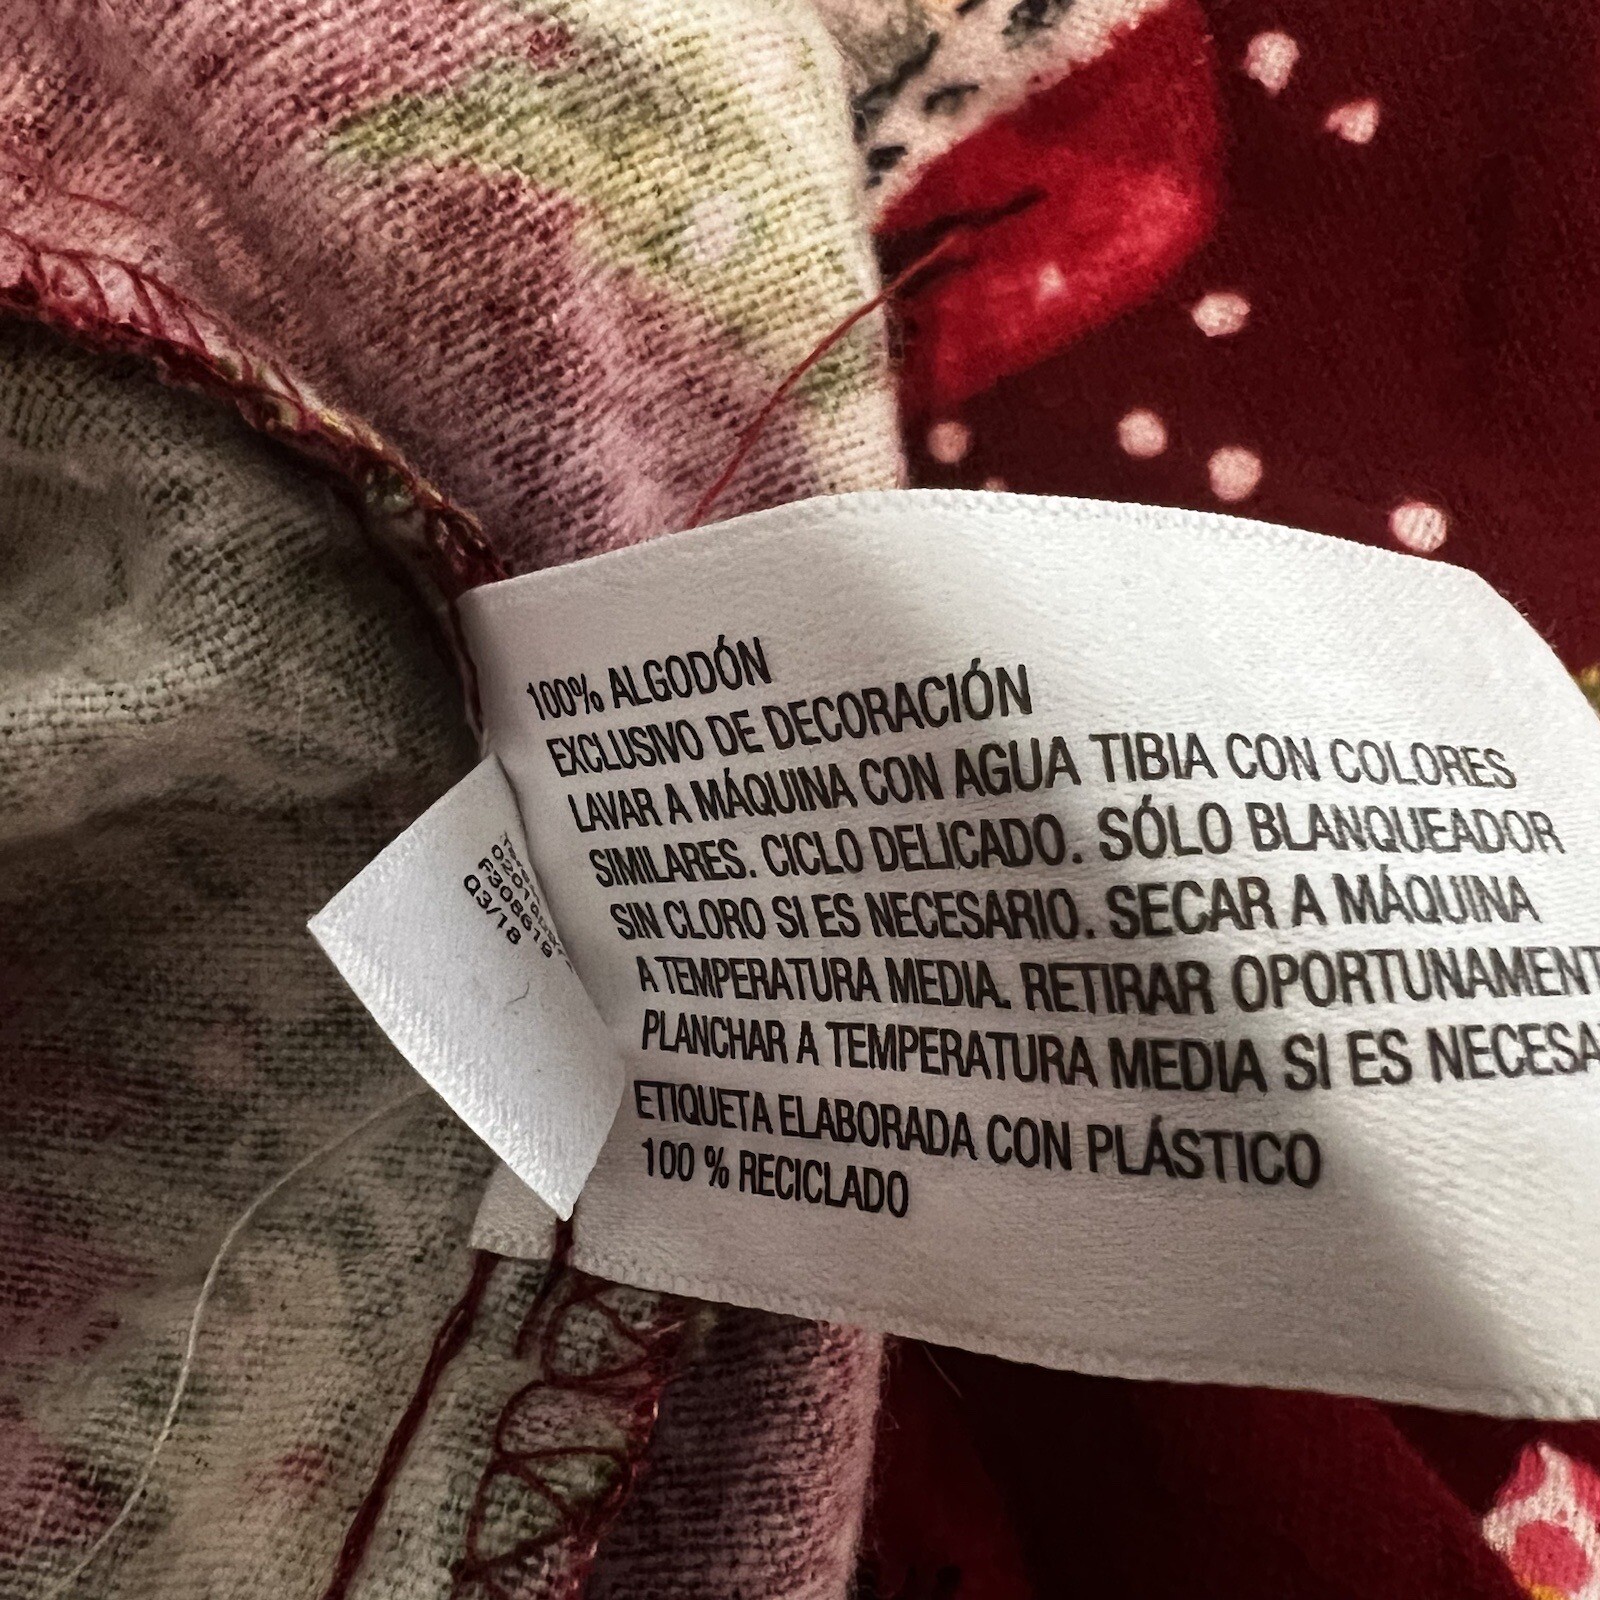 100% ALGODÓN
EXCLUSIVO DE DECORACIÓN
LAVAR A MÁQUINA CON AGUA TIBIA CON COLORES
SIMILARES. CICLO DELICADO. SÓLO BLANQUEADOR
SIN CLORO SI ES NECESARIO. SECAR A MÁQUINA
A TEMPERATURA MEDIA. RETIRAR OPORTUNAMENT
PLANCHAR A TEMPERATURA MEDIA SI ES NECESA
ETIQUETA ELABORADA CON PLÁSTICO
100 % RECICLADO
F308619
Q3/18